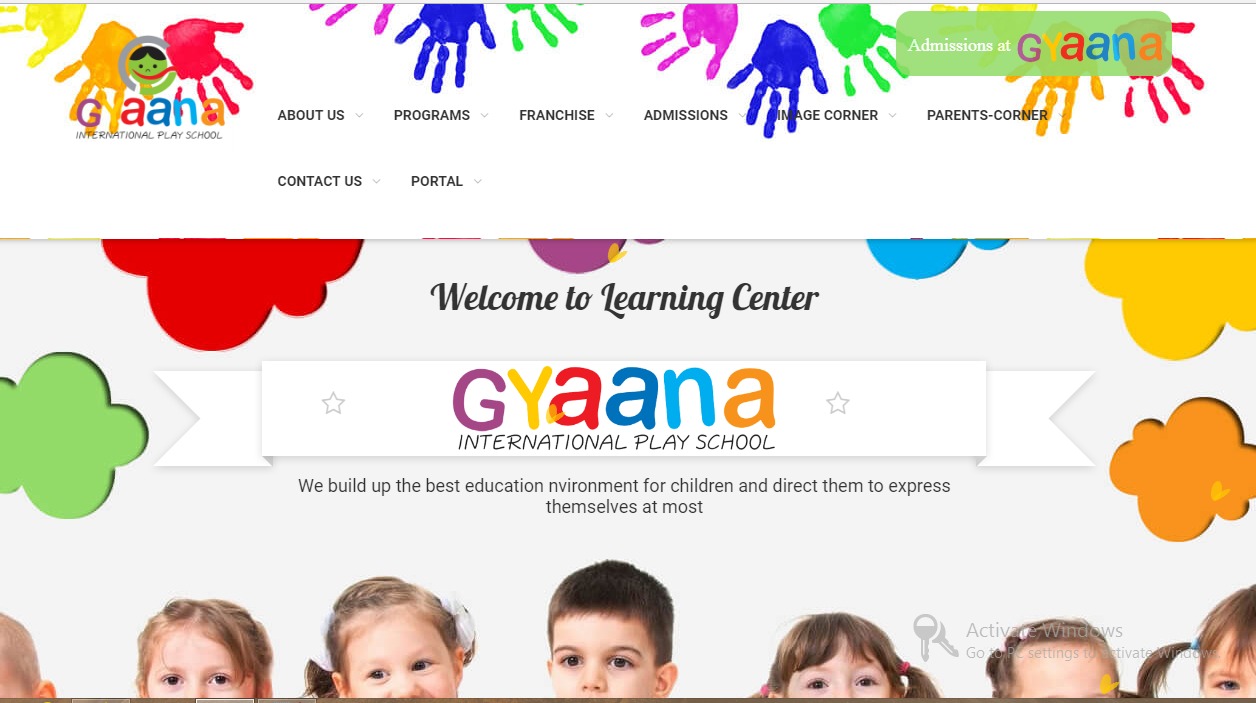 Admissions at GYaana
GYaana
INTERNATIONAL PLAY SCHOOL
ABOUT US PROGRAMS FRANCHISE ADMISSIONS IMAGE CORNER PARENTS-CORNER
CONTACT US PORTAL
Welcome to Learning Center
GYaana
INTERNATIONAL PLAY SCHOOL
We build up the best education nvironment for children and direct them to express
themselves at most
Activate Windows
Go to PC settings to activate Windows.